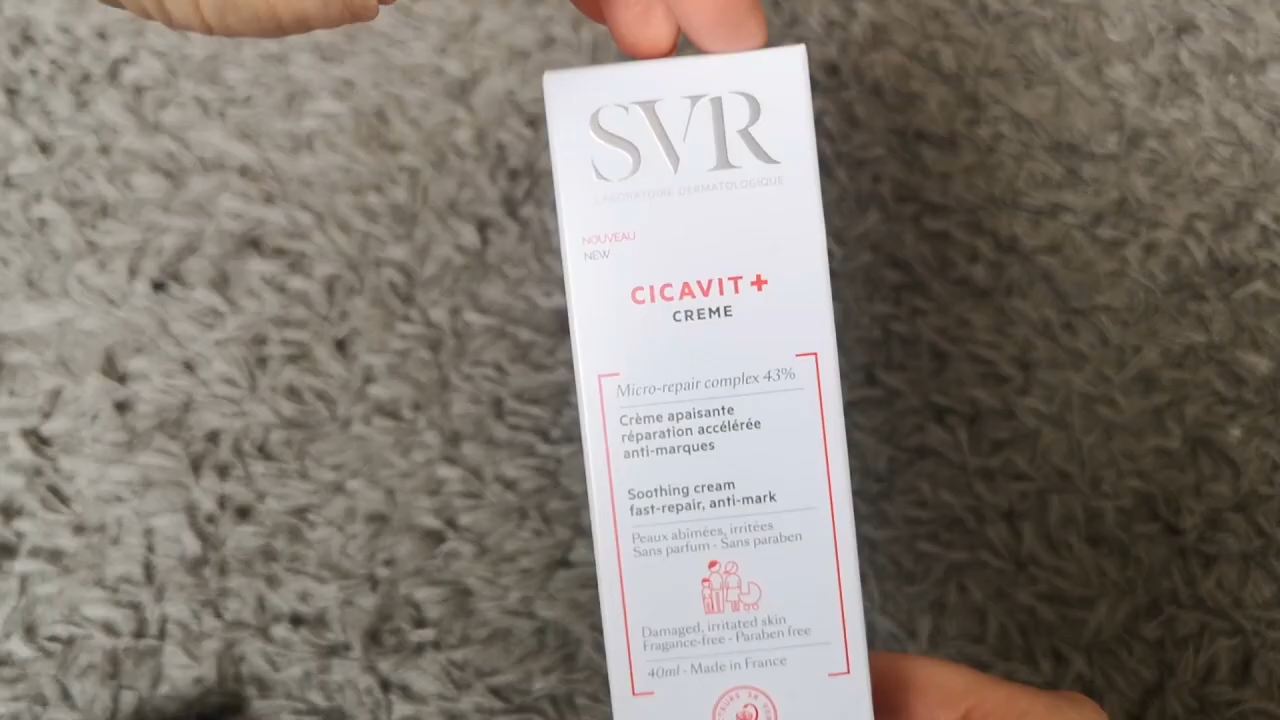 SVR
LABORATOIRE DERMATOLOGIQUE
NOUVEAU
NEW
CICAVIT+
CREME
Micro-repair complex 43%
Crème apaisante
réparation accélérée
anti-marques
Soothing cream
fast-repair, anti-mark
Peaux abîmées, irritées
Sans parfum - Sans paraben
Damaged, irritated skin
Fragance-free - Paraben free
40ml - Made in France